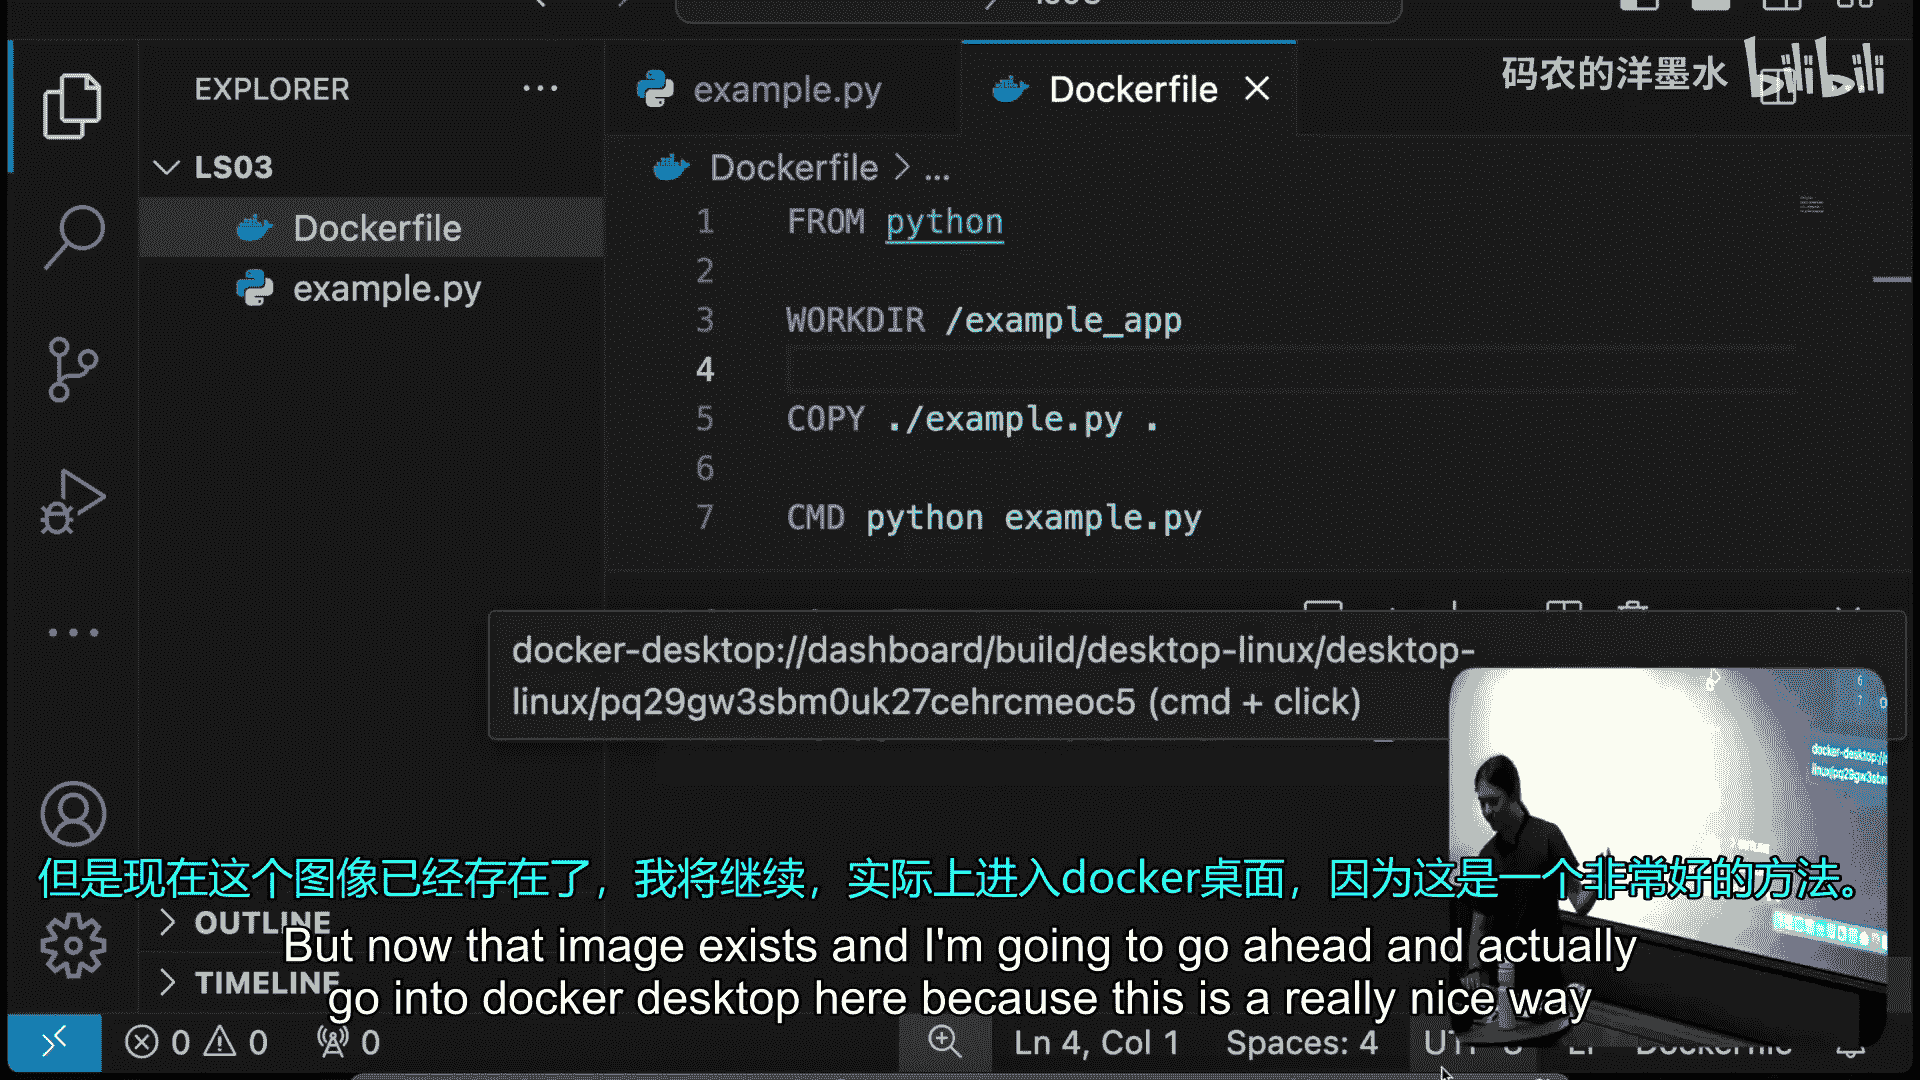 EXPLORER
example.py
Dockerfile
码农的洋墨水 bilibili
LS03
Dockerfile
example.py
Dockerfile > ...
1 FROM python
2
3 WORKDIR /example_app
4
5 COPY ./example.py .
6
7 CMD python example.py
docker-desktop://dashboard/build/desktop-linux/desktop-
linux/pq29gw3sbm0uk27cehrcmeoc5 (cmd + click)
但是现在这个图像已经存在了，我将继续，实际上进入docker桌面，因为这是一个非常好的方法。
OUTLINE
But now that image exists and I'm going to go ahead and actually
TIMELINE
go into docker desktop here because this is a really nice way
0 0 0
Ln 4, Col 1 Spaces: 4